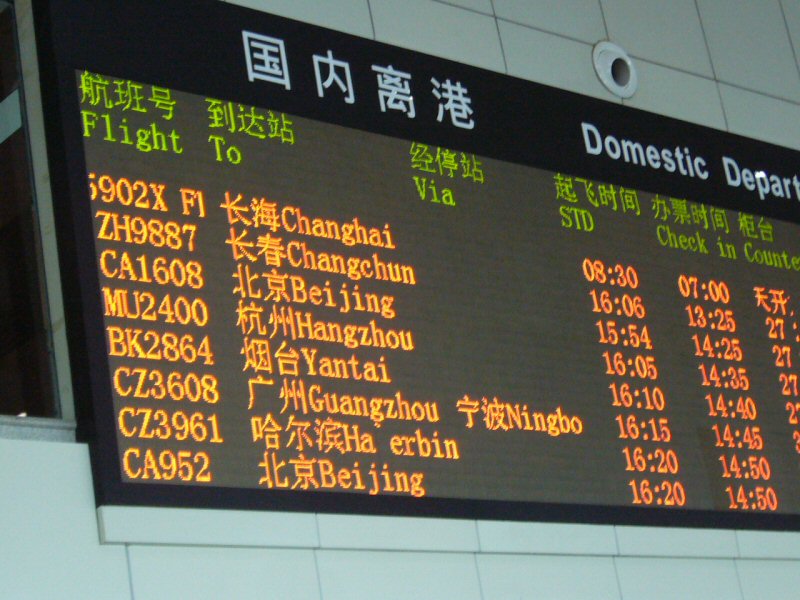 国内离港 Domestic
航班号 到达站 经停站 起飞时间 办票时间 柜台
Flight To Via STD Check in
5902X 长海Changhai 08:30 07:00 天开
ZH9887 长春Changchun 16:06 13:25 27
CA1608 北京Beijing 15:54 14:25 27
MU2400 杭州Hangzhou 16:05 14:35 27
BK2864 烟台Yantai 16:10 14:40
CZ3608 广州Guangzhou 宁波Ningbo 16:15 14:45
CZ3961 哈尔滨Ha erbin 16:20 14:50
CA952 北京Beijing 16:20 14:50